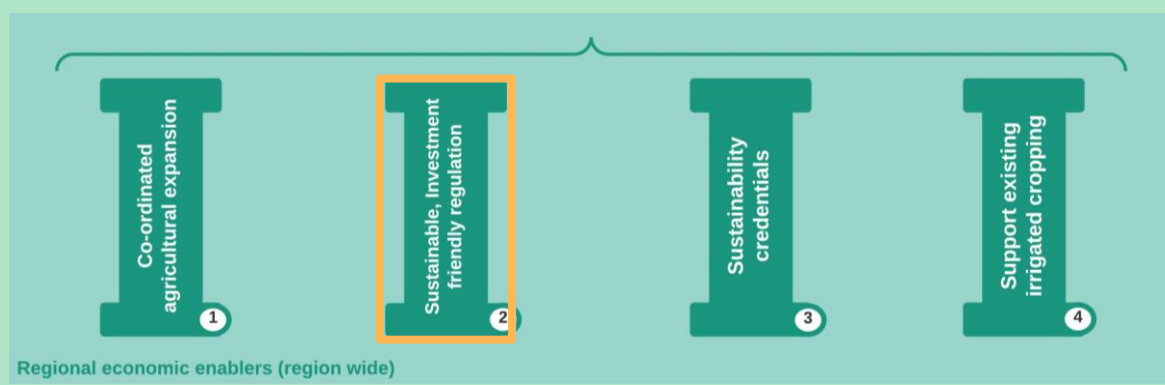 Co-ordinated
agricultural expansion
1
Sustainable, Investment
friendly regulation
2
Sustainability
credentials
3
Support existing
irrigated cropping
4
Regional economic enablers (region wide)